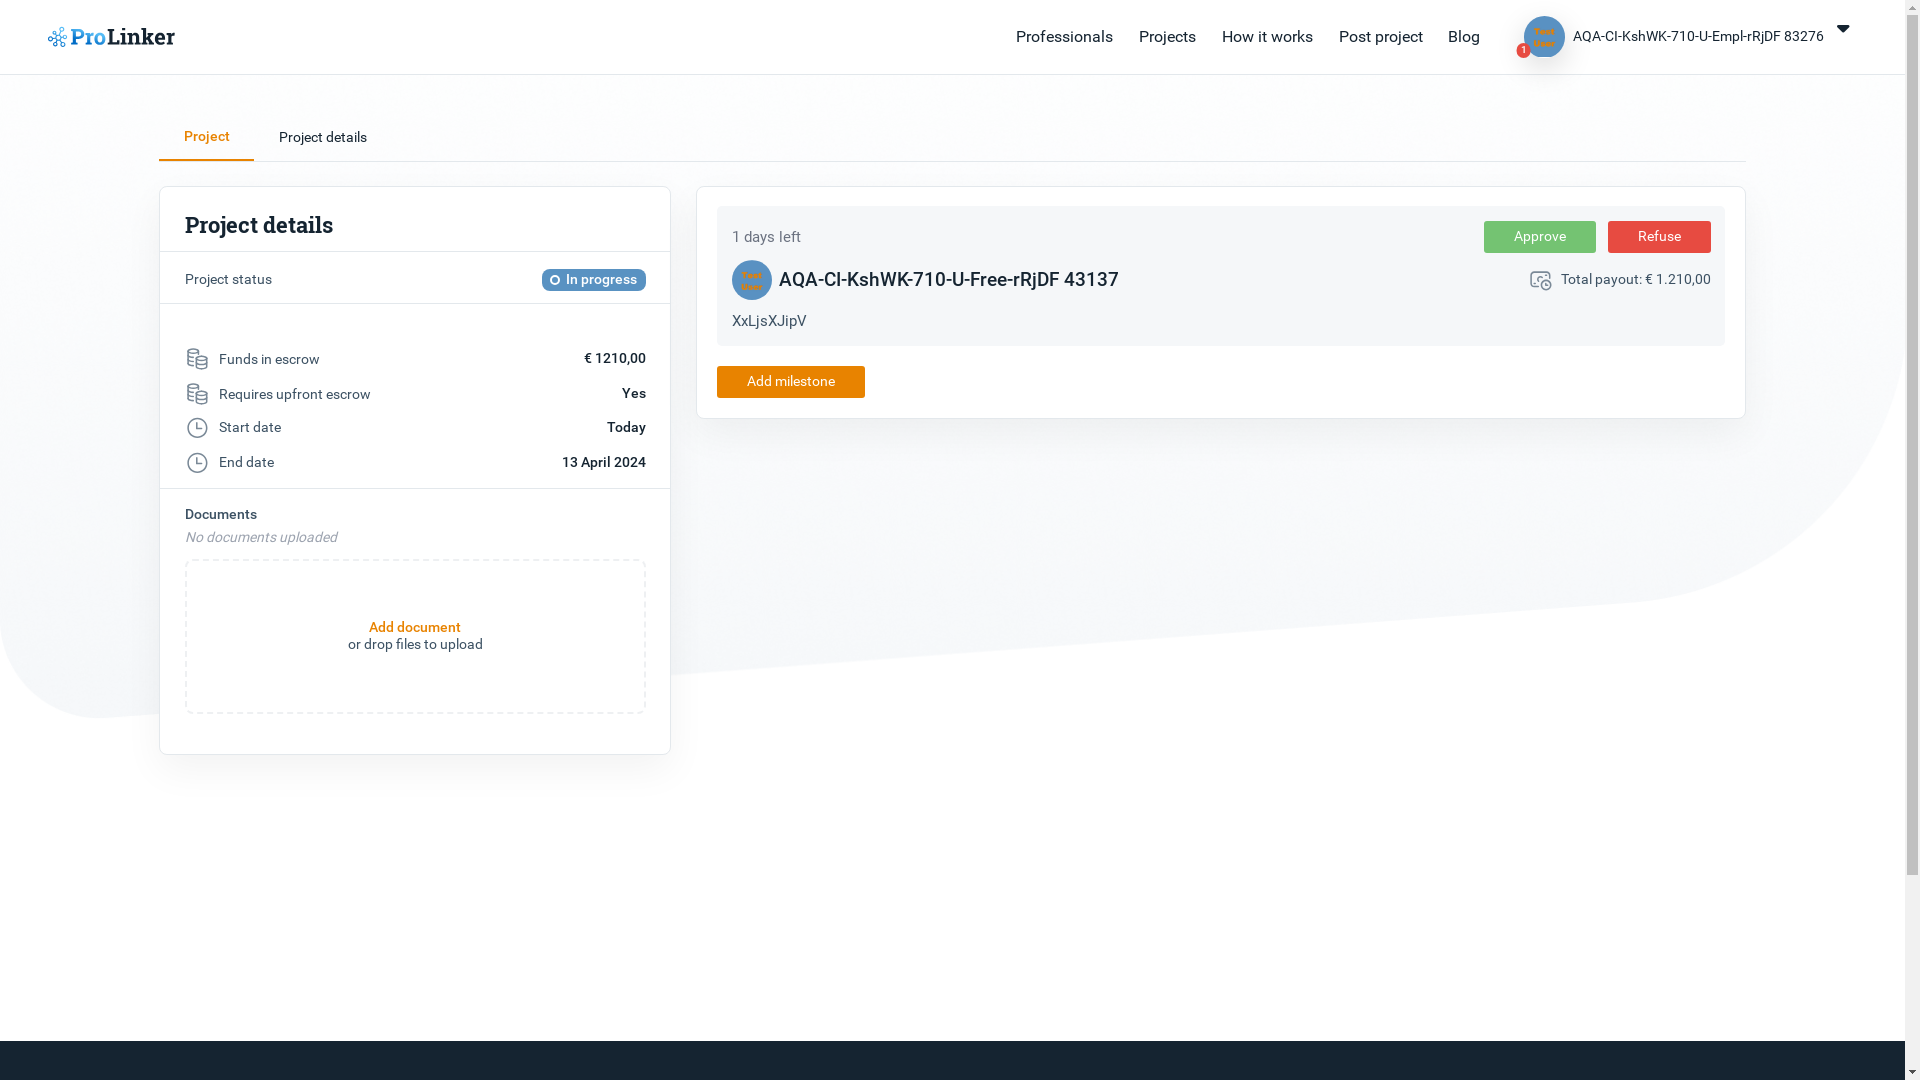 ProLinker
Professionals
Projects
How it works
Post project
Blog
Test
User
1
AQA-CI-KshWK-710-U-Empl-rRjDF 83276
Project
Project details
Project details
Project status
In progress
Funds in escrow
€ 1210,00
Requires upfront escrow
Yes
Start date
Today
End date
13 April 2024
Documents
No documents uploaded
Add document
or drop files to upload
1 days left
Approve
Refuse
Test
User
AQA-CI-KshWK-710-U-Free-rRjDF 43137
Total payout: € 1.210,00
XxLjsXJipV
Add milestone